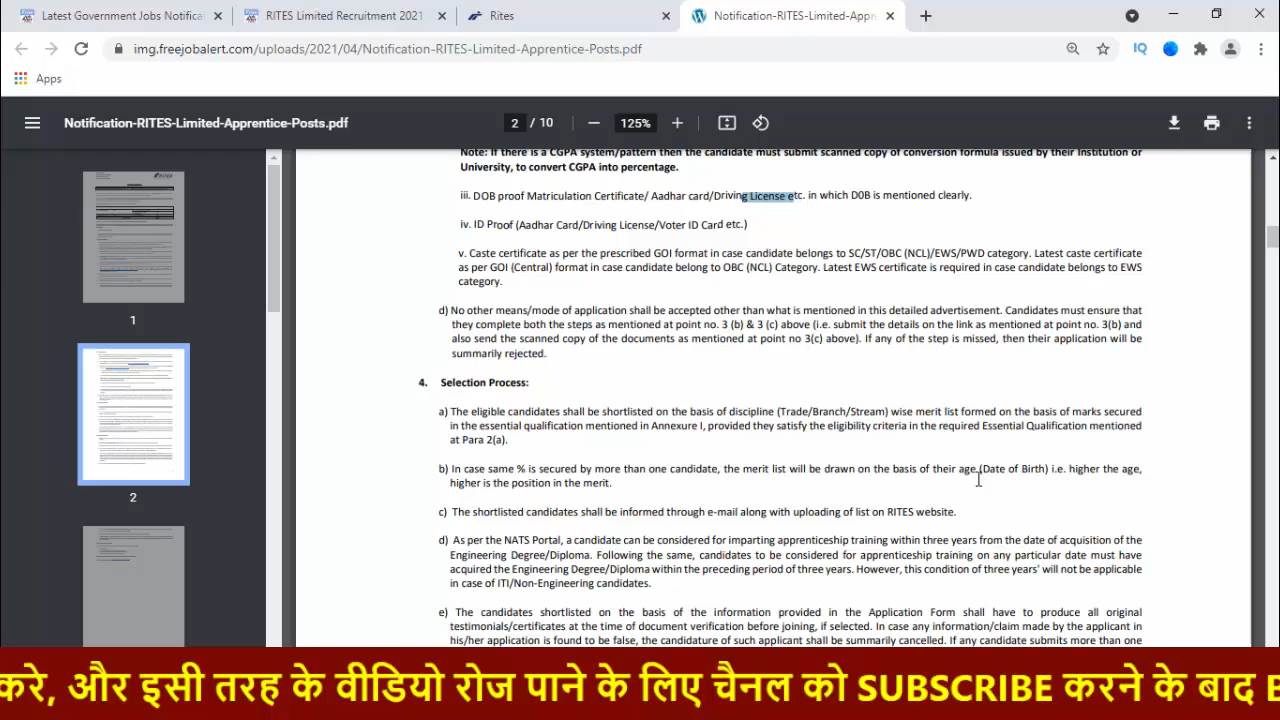 Latest Government Jobs Notifica
RITES Limited Recruitment 2021
Rites
Notification-RITES-Limited-Appr
img.freejobalert.com/uploads/2021/04/Notification-RITES-Limited-Apprentice-Posts.pdf
IQ
Apps
Notification-RITES-Limited-Apprentice-Posts.pdf
2 / 10
125%
1
2
Note: If there is a CGPA system/pattern then the candidate must submit scanned copy of conversion formula issued by their Institution or
University, to convert CGPA into percentage.
iii. DOB proof Matriculation Certificate/ Aadhar card/Driving License etc. in which D0B is mentioned clearly.
iv. ID Proof (Aadhar Card/Driving License/Voter ID Card etc.)
v. Caste certificate as per the prescribed GOI format in case candidate belongs to SC/ST/OBC (NCL)/EWS/PWD category. Latest caste certificate
as per GOI (Central) format in case candidate belong to OBC (NCL) Category. Latest EWS certificate is required in case candidate belongs to EWS
category.
d) No other means/mode of application shall be accepted other than what is mentioned in this detailed advertisement. Candidates must ensure that
they complete both the steps as mentioned at point no. 3 (b) & 3 (c) above (i.e. submit the details on the link as mentioned at point no. 3(b) and
also send the scanned copy of the documents as mentioned at point no 3(c) above). If any of the step is missed, then their application will be
summarily rejected.
4. Selection Process:
a) The eligible candidates shall be shortlisted on the basis of discipline (Trade/Branch/Stream) wise merit list formed on the basis of marks secured
in the essential qualification mentioned in Annexure I, provided they satisfy the eligibility criteria in the required Essential Qualification mentioned
at Para 2(a).
b) In case same % is secured by more than one candidate, the merit list will be drawn on the basis of their age (Date of Birth) i.e. higher the age,
higher is the position in the merit.
c) The shortlisted candidates shall be informed through e-mail along with uploading of list on RITES website.
d) As per the NATS Portal, a candidate can be considered for imparting apprenticeship training within three years from the date of acquisition of the
Engineering Degree/Diploma. Following the same, candidates to be considered for apprenticeship training on any particular date must have
acquired the Engineering Degree/Diploma within the preceding period of three years. However, this condition of three years' will not be applicable
in case of ITI/Non-Engineering candidates.
e) The candidates shortlisted on the basis of the information provided in the Application Form shall have to produce all original
testimonials/certificates at the time of document verification before joining, if selected. In case any information/claim made by the applicant in
his/her application is found to be false, the candidature of such applicant shall be summarily cancelled. If any candidate submits more than one
करे, और इसी तरह के वीडियो रोज पाने के लिए चैनल को SUBSCRIBE करने के बाद